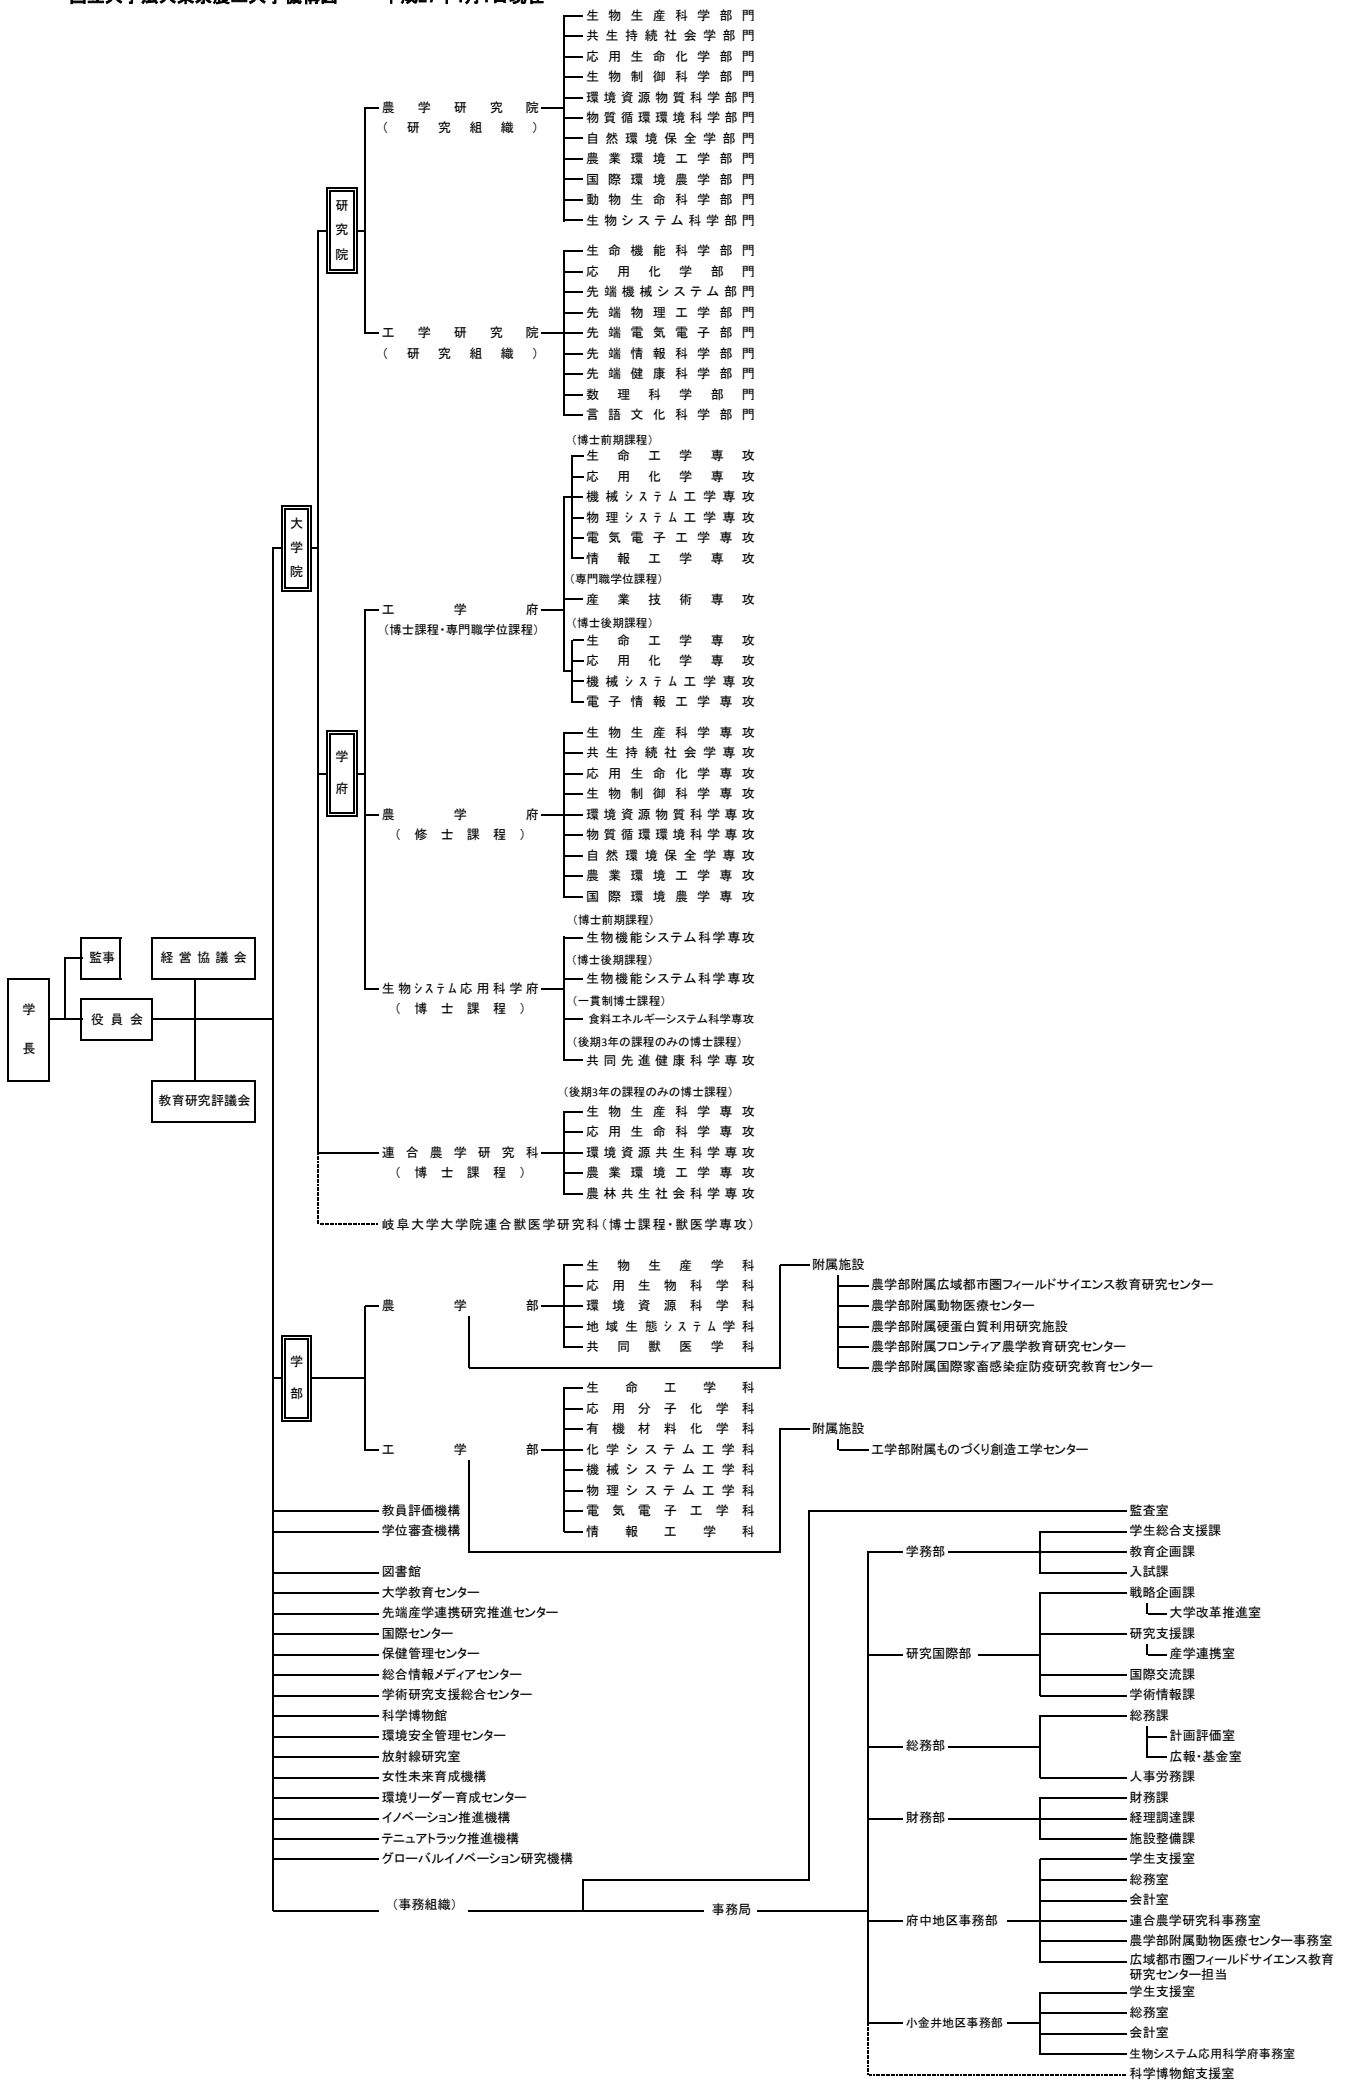 生物生産科学部門
共生持続社会学部門
応用生命化学部門
生物制御科学部門
環境資源物質科学部門
物質循環環境科学部門
自然環境保全学部門
農業環境工学部門
国際環境農学部門
動物生命科学部門
生物システム科学部門
農学研究院
（研究組織）
研究院
生命機能科学部門
応用化学部門
先端機械システム部門
先端物理工学部門
先端電気電子部門
先端情報科学部門
先端健康科学部門
数理科学部門
言語文化科学部門
工学研究院
（研究組織）
大学院
（博士前期課程）
生命工学専攻
応用化学専攻
機械システム工学専攻
物理システム工学専攻
電気電子工学専攻
情報工学専攻
（専門職学位課程）
産業技術専攻
（博士後期課程）
生命工学専攻
応用化学専攻
機械システム工学専攻
電子情報工学専攻
工学府
（博士課程・専門職学位課程）
学府
生物生産科学専攻
共生持続社会学専攻
応用生命化学専攻
生物制御科学専攻
環境資源物質科学専攻
物質循環環境科学専攻
自然環境保全学専攻
農業環境工学専攻
国際環境農学専攻
農学府
（修士課程）
（博士前期課程）
生物機能システム科学専攻
（博士後期課程）
生物機能システム科学専攻
（一貫制博士課程）
食料エネルギーシステム科学専攻
（後期3年の課程のみの博士課程）
共同先進健康科学専攻
生物システム応用科学府
（博士課程）
監事
経営協議会
学長
役員会
教育研究評議会
（後期3年の課程のみの博士課程）
生物生産科学専攻
応用生命科学専攻
環境資源共生科学専攻
農業環境工学専攻
農林共生社会科学専攻
連合農学研究科
（博士課程）
岐阜大学大学院連合獣医学研究科（博士課程・獣医学専攻）
学部
農学部
生物生産学科
応用生物科学科
環境資源科学科
地域生態システム学科
共同獣医学科
附属施設
農学部附属広域都市圏フィールドサイエンス教育研究センター
農学部附属動物医療センター
農学部附属硬蛋白質利用研究施設
農学部附属フロンティア農学教育研究センター
農学部附属国際家畜感染症防疫研究教育センター
工学部
生命工学科
応用分子化学科
有機材料化学科
化学システム工学科
機械システム工学科
物理システム工学科
電気電子工学科
情報工学科
附属施設
工学部附属ものづくり創造工学センター
教員評価機構
学位審査機構
図書館
大学教育センター
先端産学連携研究推進センター
国際センター
保健管理センター
総合情報メディアセンター
学術研究支援総合センター
科学博物館
環境安全管理センター
放射線研究室
女性未来育成機構
環境リーダー育成センター
イノベーション推進機構
テニュアトラック推進機構
グローバルイノベーション研究機構
（事務組織）
事務局
監査室
学務部
学生総合支援課
教育企画課
入試課
研究国際部
戦略企画課
大学改革推進室
研究支援課
産学連携室
国際交流課
学術情報課
総務部
総務課
計画評価室
広報・基金室
人事労務課
財務部
財務課
経理調達課
施設整備課
府中地区事務部
学生支援室
総務室
会計室
連合農学研究科事務室
農学部附属動物医療センター事務室
広域都市圏フィールドサイエンス教育
研究センター担当
小金井地区事務部
学生支援室
総務室
会計室
生物システム応用科学府事務室
科学博物館支援室